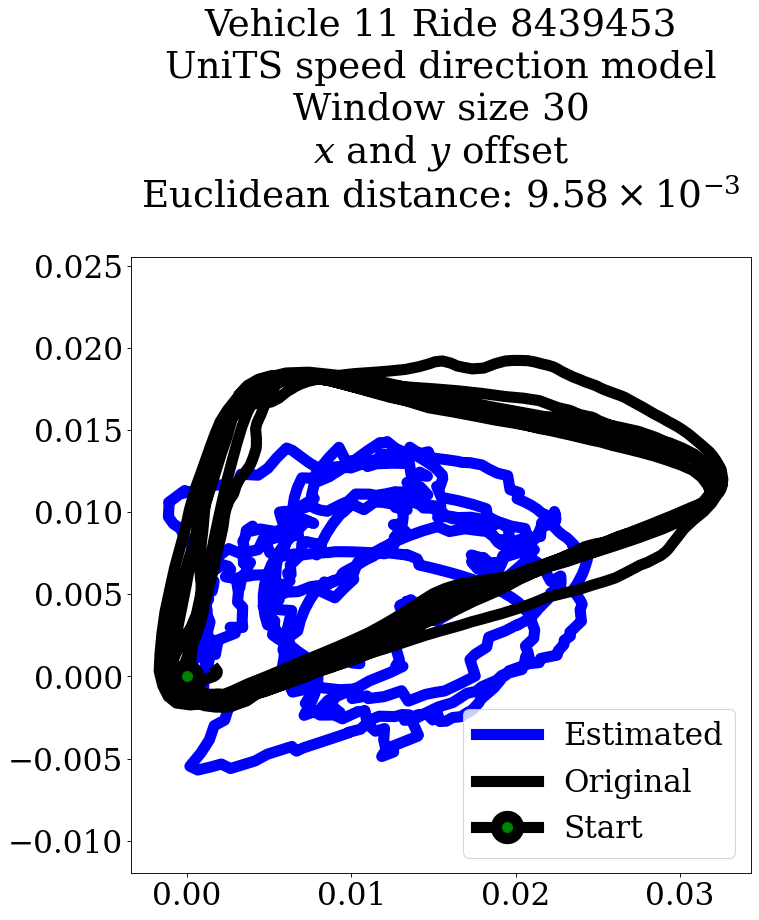 Vehicle 11 Ride 8439453
UniTS speed direction model
Window size 30
x and y offset
Euclidean distance: 9.58 × 10⁻³
0.025
0.020
0.015
0.010
0.005
0.000
−0.005
−0.010
0.00 0.01 0.02 0.03
Estimated
Original
Start